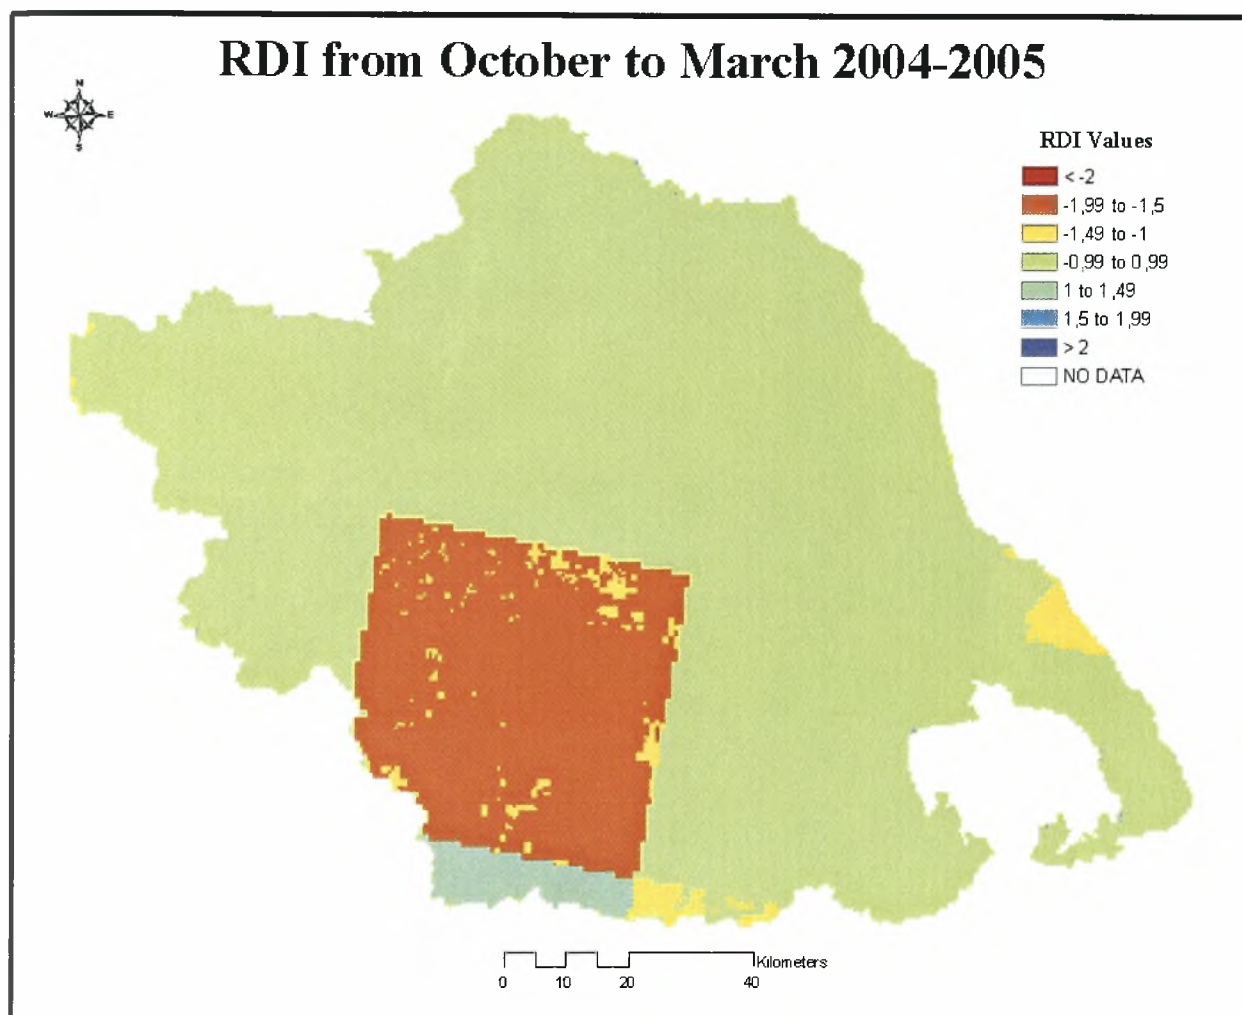 RDI from October to March 2004-2005
N
W E
S
RDI Values
< -2
-1,99 to -1,5
-1,49 to -1
-0,99 to 0,99
1 to 1,49
1,5 to 1,99
> 2
NO DATA
Kilometers
0 10 20 40